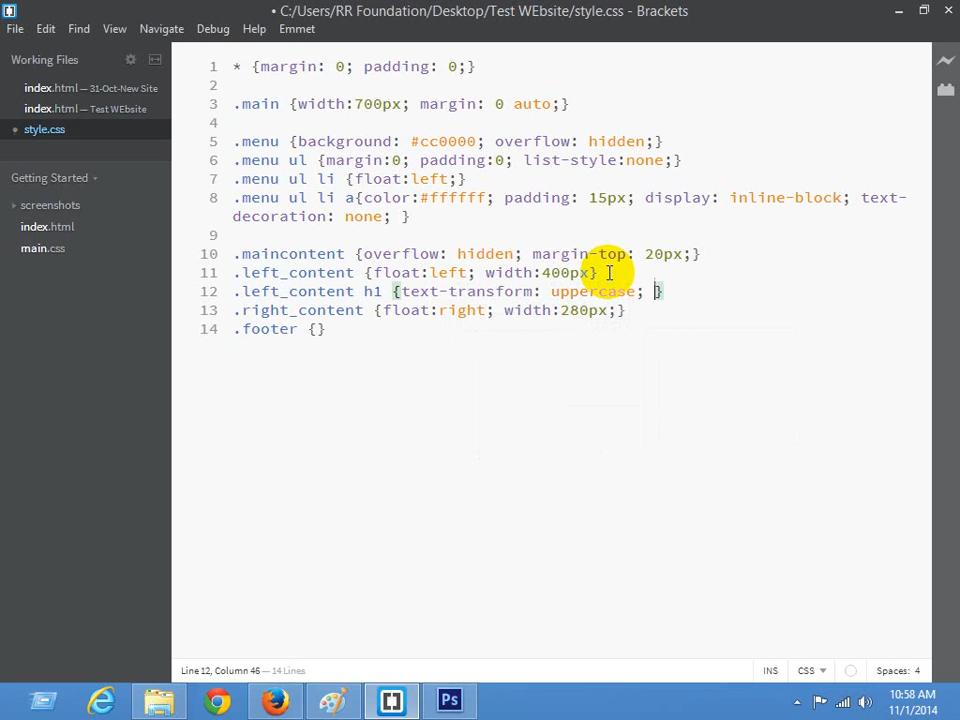 • C:/Users/RR Foundation/Desktop/Test WEbsite/style.css - Brackets
File Edit Find View Navigate Debug Help Emmet
Working Files
index.html — 31-Oct-New Site
index.html — Test WEbsite
• style.css
Getting Started
screenshots
index.html
main.css
1 * {margin: 0; padding: 0;}
2
3 .main {width:700px; margin: 0 auto;}
4
5 .menu {background: #cc0000; overflow: hidden;}
6 .menu ul {margin:0; padding:0; list-style:none;}
7 .menu ul li {float:left;}
8 .menu ul li a{color:#ffffff; padding: 15px; display: inline-block; text-
decoration: none; }
9
10 .maincontent {overflow: hidden; margin-top: 20px;}
11 .left_content {float:left; width:400px}
12 .left_content h1 {text-transform: uppercase; }
13 .right_content {float:right; width:280px;}
14 .footer {}
Line 12, Column 46 — 14 Lines
INS CSS Spaces: 4
Ps
10:58 AM
11/1/2014